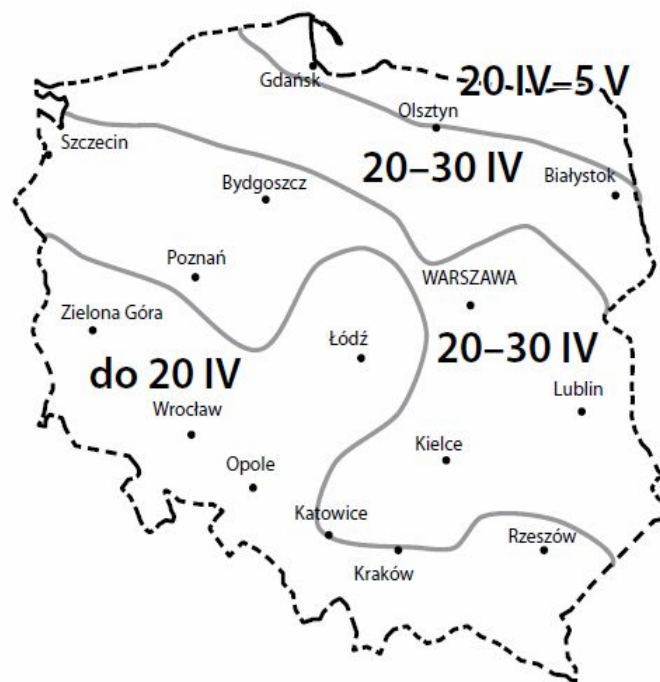 Gdańsk
20 IV–5 V
Olsztyn
Szczecin
20–30 IV
Białystok
Bydgoszcz
Poznań
WARSZAWA
Zielona Góra
Łódź
20–30 IV
do 20 IV
Lublin
Wrocław
Kielce
Opole
Katowice
Rzeszów
Kraków